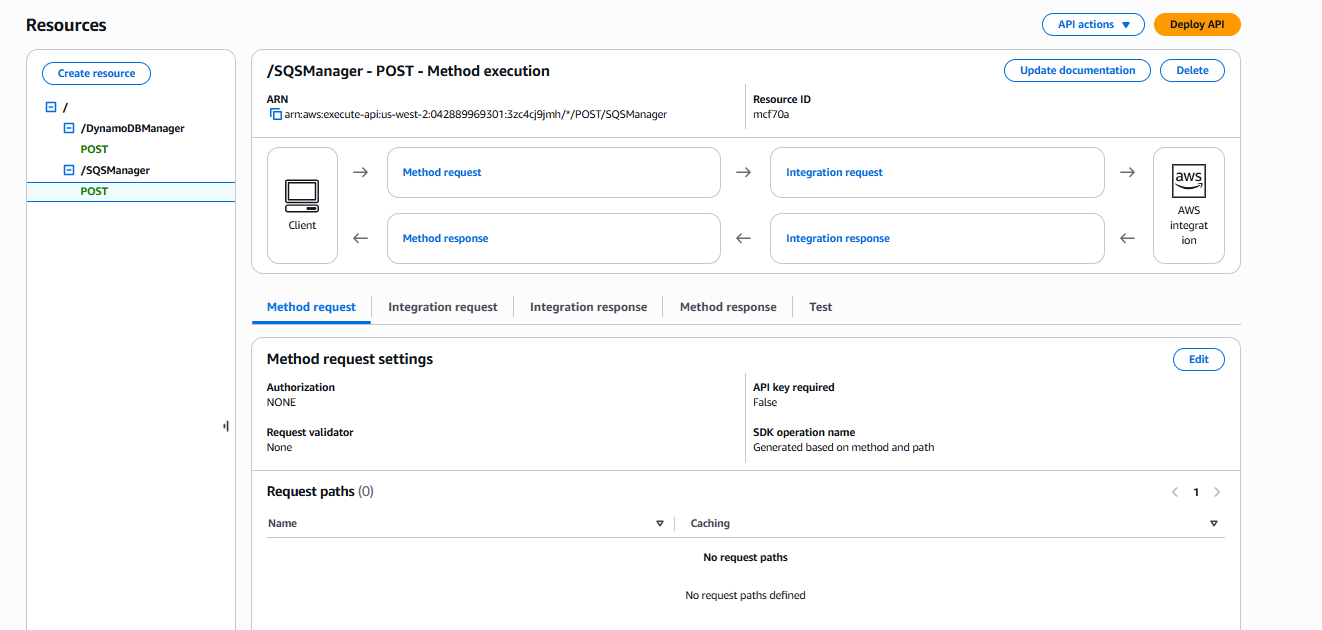 Resources
API actions
Deploy API
Create resource
/
/DynamoDBManager
POST
/SQSManager
POST
/SQSManager - POST - Method execution
Update documentation
Delete
ARN
arn:aws:execute-api:us-west-2:042889969301:3zc4cj9jmh/*/POST/SQSManager
Resource ID
mcf70a
Client
Method request
Integration request
Method response
Integration response
aws
AWS
integrat
ion
Method request
Integration request
Integration response
Method response
Test
Method request settings
Edit
Authorization
NONE
API key required
False
Request validator
None
SDK operation name
Generated based on method and path
Request paths (0)
1
Name
Caching
No request paths
No request paths defined